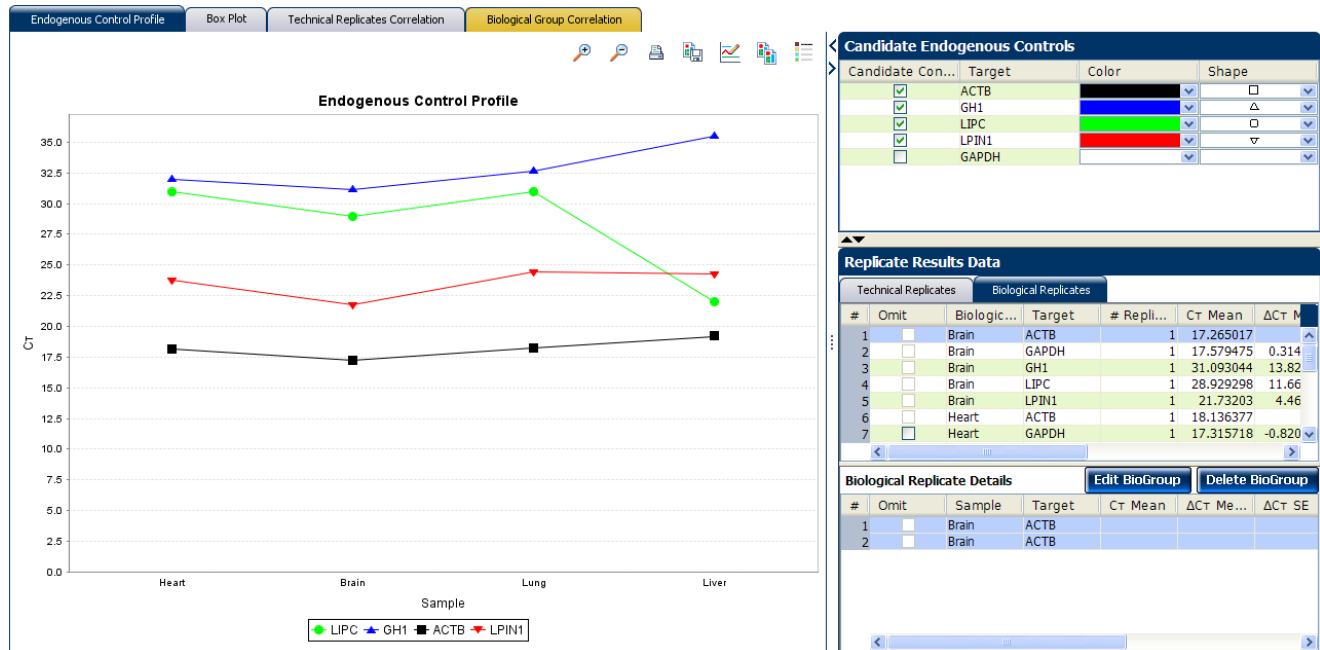 Endogenous Control Profile Box Plot Technical Replicates Correlation Biological Group Correlation
Endogenous Control Profile
35.0
32.5
30.0
27.5
25.0
22.5
20.0
17.5
15.0
12.5
10.0
7.5
5.0
2.5
0.0
Cт
Heart Brain Lung Liver
Sample
LIPC GH1 ACTB LPIN1
Candidate Endogenous Controls
Candidate Con... Target Color Shape
ACTB
GH1
LIPC
LPIN1
GAPDH
Replicate Results Data
Technical Replicates Biological Replicates
# Omit Biologic... Target # Repli... Cт Mean ΔCт M
1 Brain ACTB 1 17.265017
2 Brain GAPDH 1 17.579475 0.314
3 Brain GH1 1 31.093044 13.82
4 Brain LIPC 1 28.929298 11.66
5 Brain LPIN1 1 21.73203 4.46
6 Heart ACTB 1 18.136377
7 Heart GAPDH 1 17.315718 -0.820
Biological Replicate Details Edit BioGroup Delete BioGroup
# Omit Sample Target Cт Mean ΔCт Me... ΔCт SE
1 Brain ACTB
2 Brain ACTB